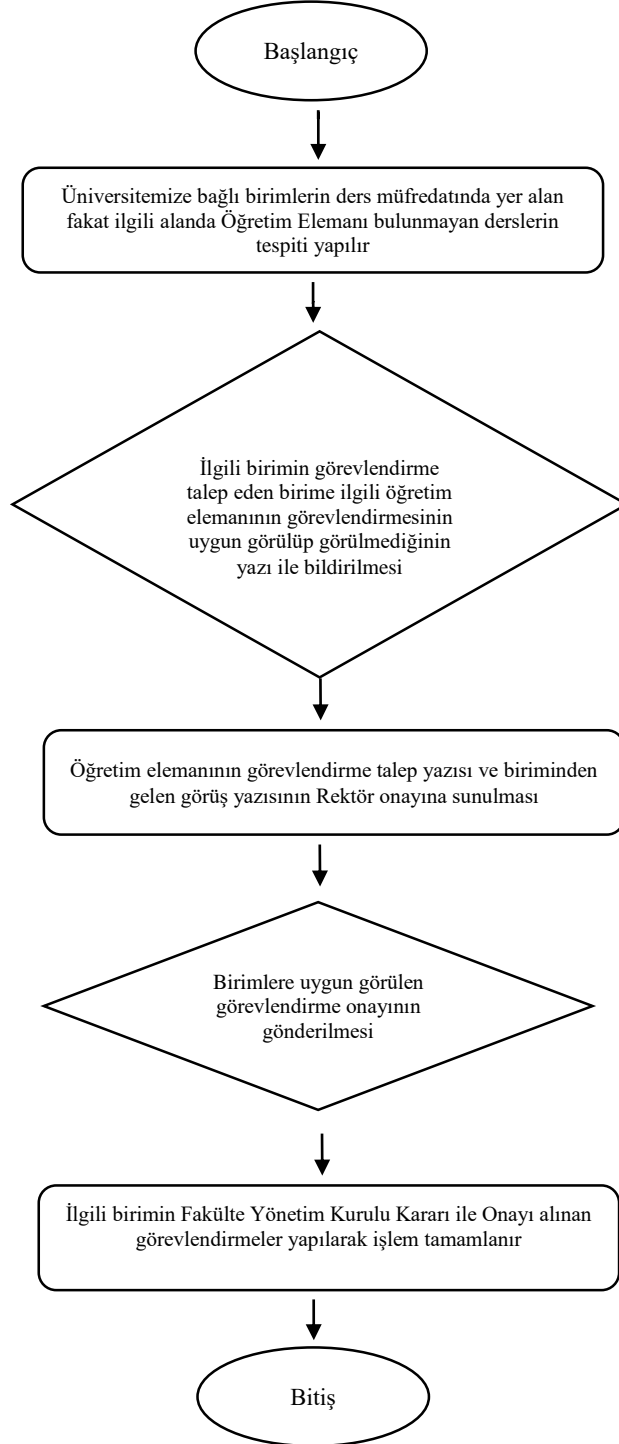 Başlangıç
Üniversitemize bağlı birimlerin ders müfredatında yer alan
fakat ilgili alanda Öğretim Elemanı bulunmayan derslerin
tespiti yapılır
İlgili birimin görevlendirme
talep eden birime ilgili öğretim
elemanının görevlendirmesinin
uygun görülüp görülmediğinin
yazı ile bildirilmesi
Öğretim elemanının görevlendirme talep yazısı ve biriminden
gelen görüş yazısının Rektör onayına sunulması
Birimlere uygun görülen
görevlendirme onayının
gönderilmesi
İlgili birimin Fakülte Yönetim Kurulu Kararı ile Onayı alınan
görevlendirmeler yapılarak işlem tamamlanır
Bitiş